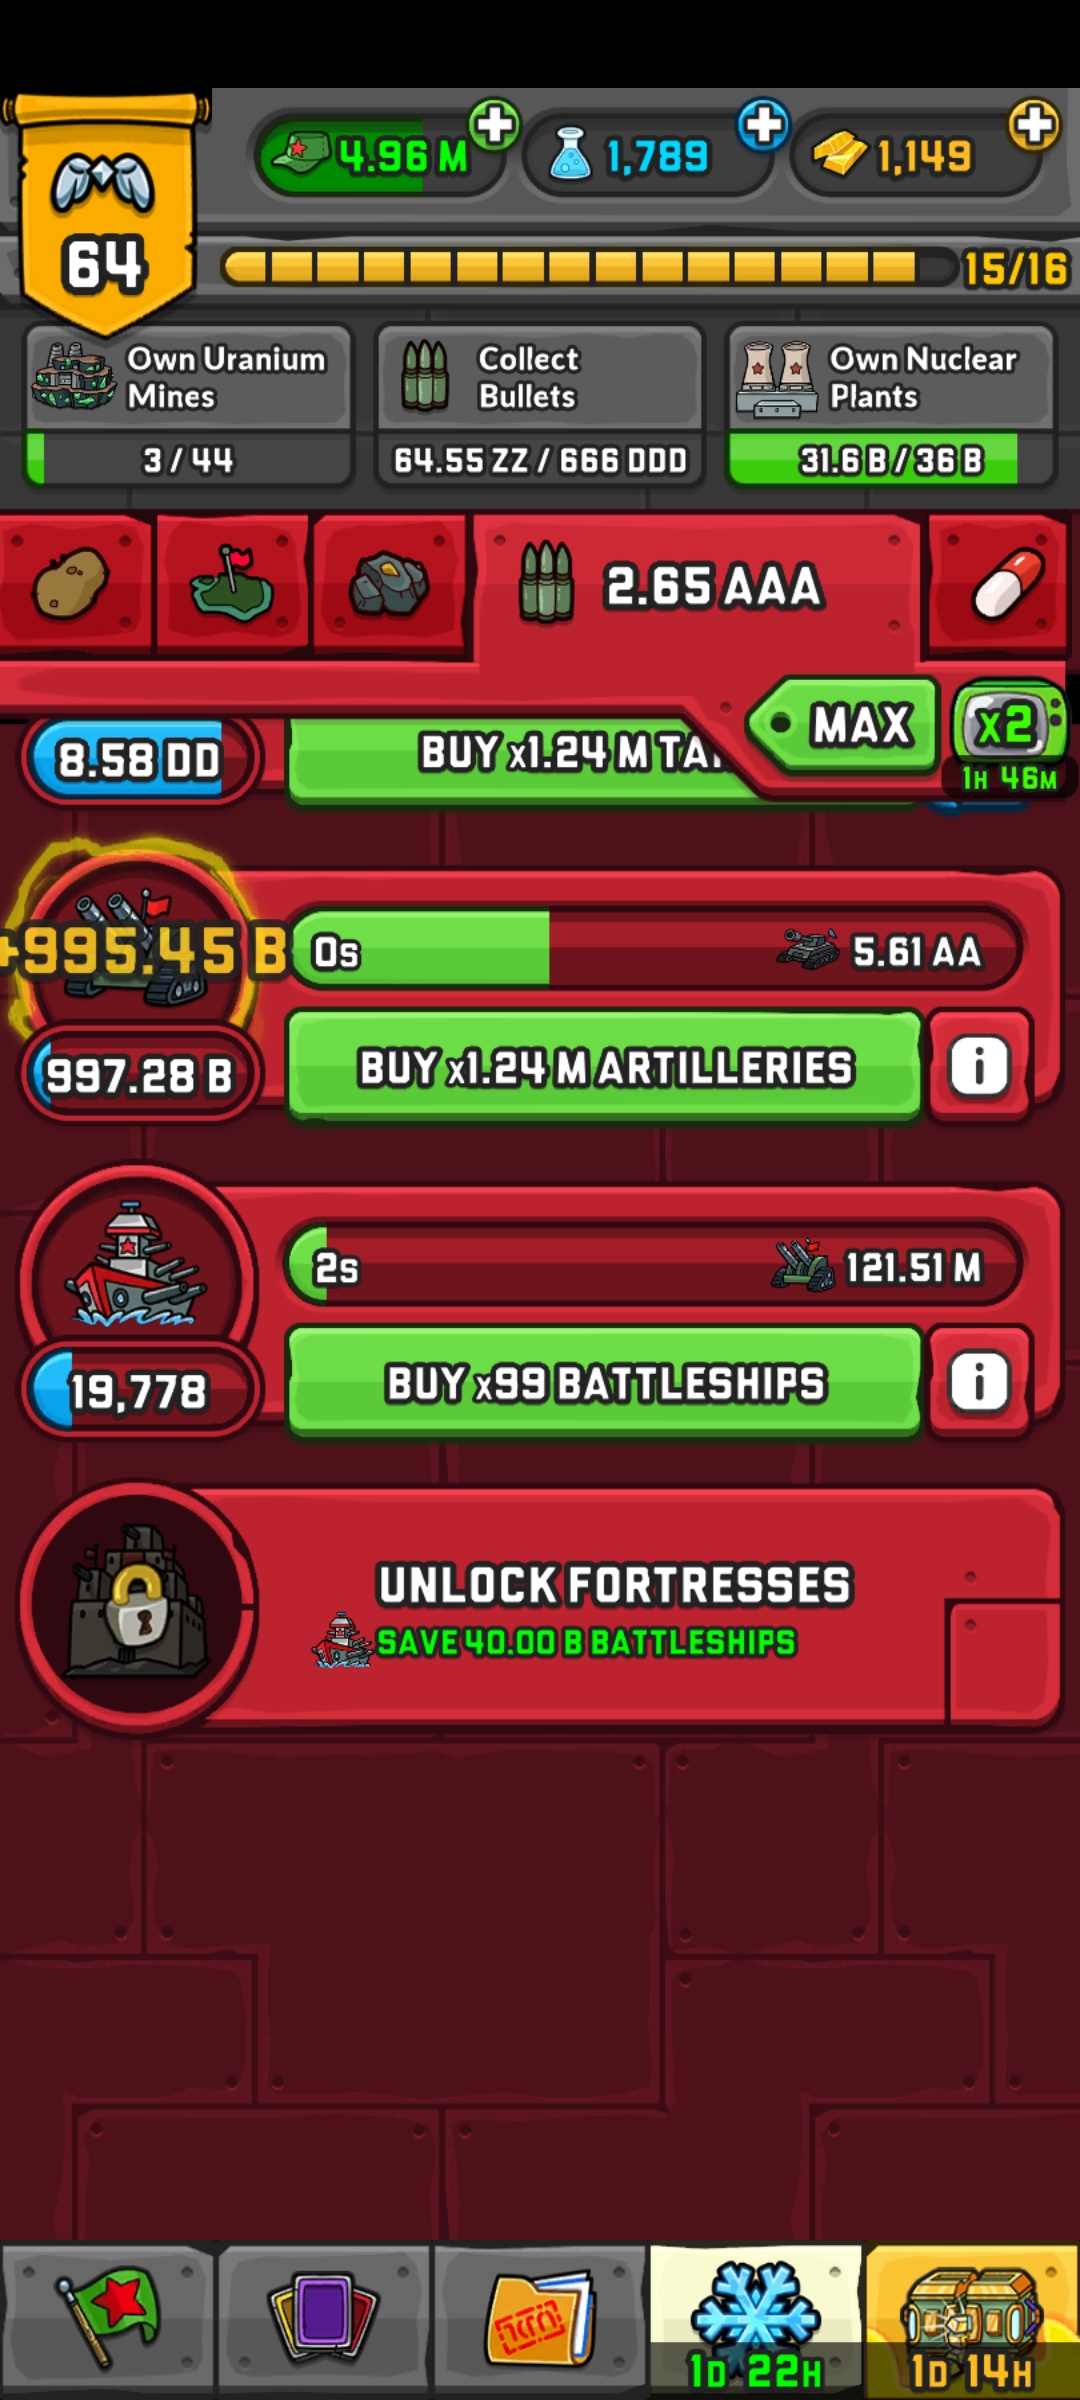 4.96 M
1,789
1,149
64
15/16
Own Uranium
Mines
3 / 44
Collect
Bullets
64.55 ZZ / 666 DDD
Own Nuclear
Plants
31.6 B / 36 B
2.65 AAA
MAX
x2
1H 46M
8.58 DD
BUY x1.24 M TA
+995.45 B
0s
5.61 AA
997.28 B
BUY x1.24 M ARTILLERIES
i
2s
121.51 M
19,778
BUY x99 BATTLESHIPS
i
UNLOCK FORTRESSES
SAVE 40.00 B BATTLESHIPS
1D 22H
1D 14H